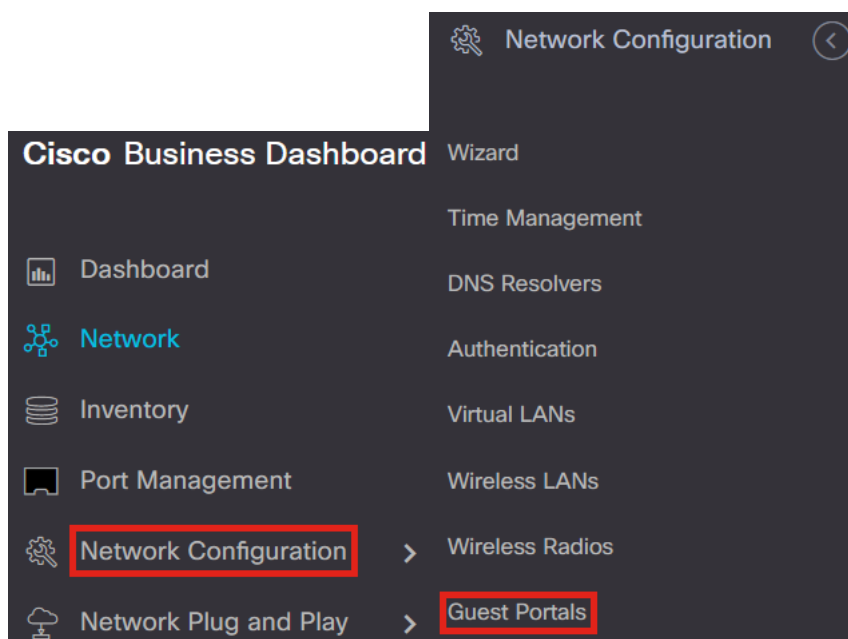 Cisco Business Dashboard
Dashboard
Network
Inventory
Port Management
Network Configuration
Network Plug and Play
Network Configuration
Wizard
Time Management
DNS Resolvers
Authentication
Virtual LANs
Wireless LANs
Wireless Radios
Guest Portals